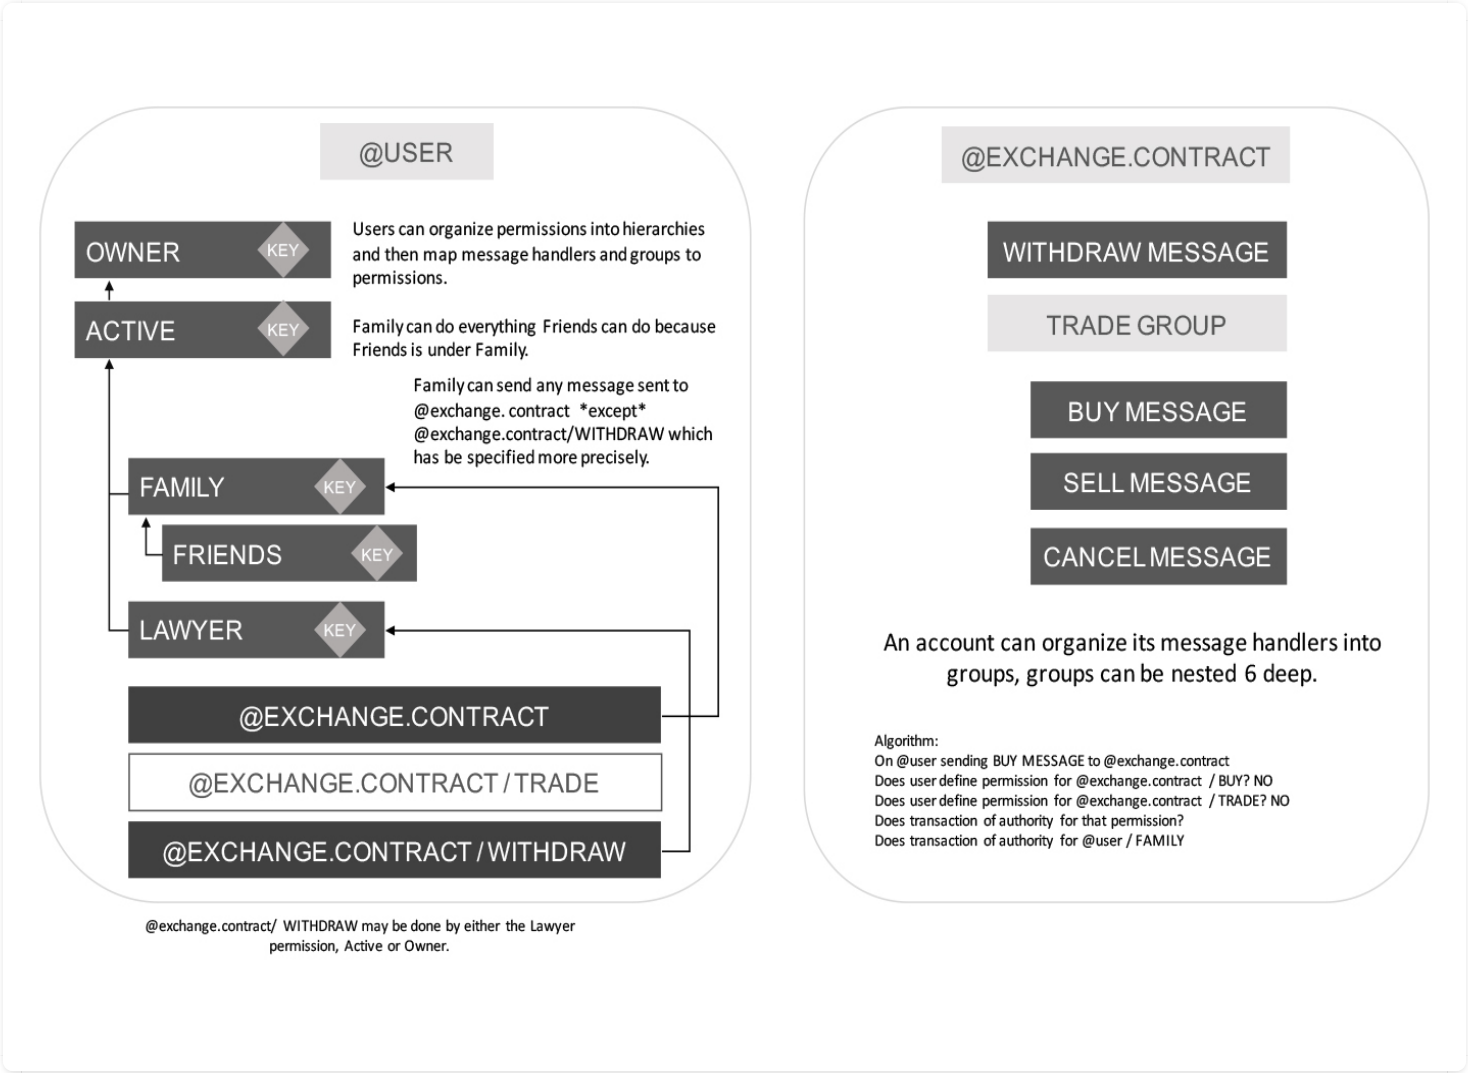 @USER
OWNER KEY
ACTIVE KEY
Users can organize permissions into hierarchies
and then map message handlers and groups to
permissions.
Family can do everything Friends can do because
Friends is under Family.
Family can send any message sent to
@exchange. contract *except*
@exchange.contract/WITHDRAW which
has be specified more precisely.
FAMILY KEY
FRIENDS KEY
LAWYER KEY
@EXCHANGE.CONTRACT
@EXCHANGE.CONTRACT / TRADE
@EXCHANGE.CONTRACT / WITHDRAW
@exchange.contract/ WITHDRAW may be done by either the Lawyer
permission, Active or Owner.
@EXCHANGE.CONTRACT
WITHDRAW MESSAGE
TRADE GROUP
BUY MESSAGE
SELL MESSAGE
CANCEL MESSAGE
An account can organize its message handlers into
groups, groups can be nested 6 deep.
Algorithm:
On @user sending BUY MESSAGE to @exchange.contract
Does user define permission for @exchange.contract / BUY? NO
Does user define permission for @exchange.contract / TRADE? NO
Does transaction of authority for that permission?
Does transaction of authority for @user / FAMILY